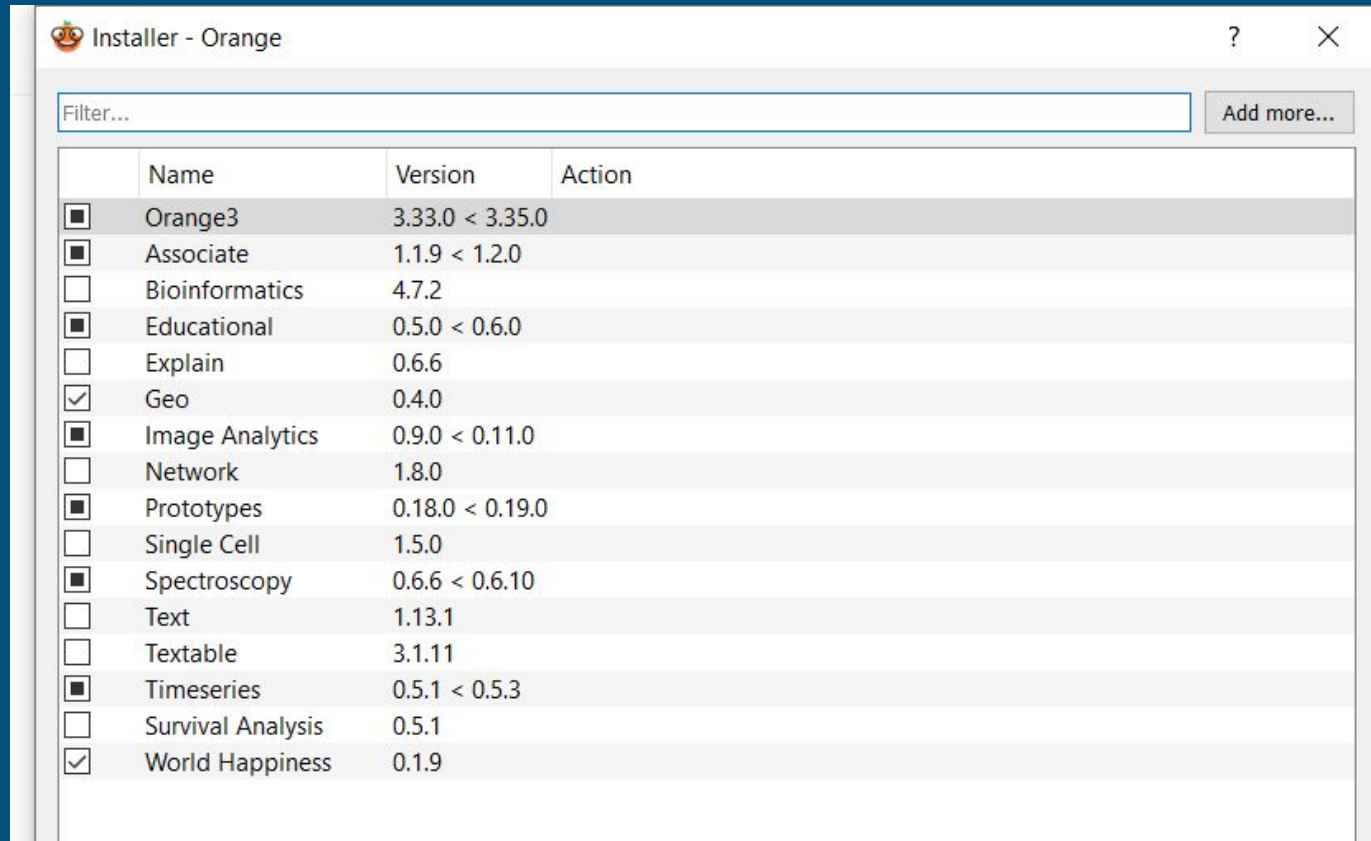 Installer - Orange ?
Filter... Add more...
Name Version Action
Orange3 3.33.0 < 3.35.0
Associate 1.1.9 < 1.2.0
Bioinformatics 4.7.2
Educational 0.5.0 < 0.6.0
Explain 0.6.6
Geo 0.4.0
Image Analytics 0.9.0 < 0.11.0
Network 1.8.0
Prototypes 0.18.0 < 0.19.0
Single Cell 1.5.0
Spectroscopy 0.6.6 < 0.6.10
Text 1.13.1
Textable 3.1.11
Timeseries 0.5.1 < 0.5.3
Survival Analysis 0.5.1
World Happiness 0.1.9